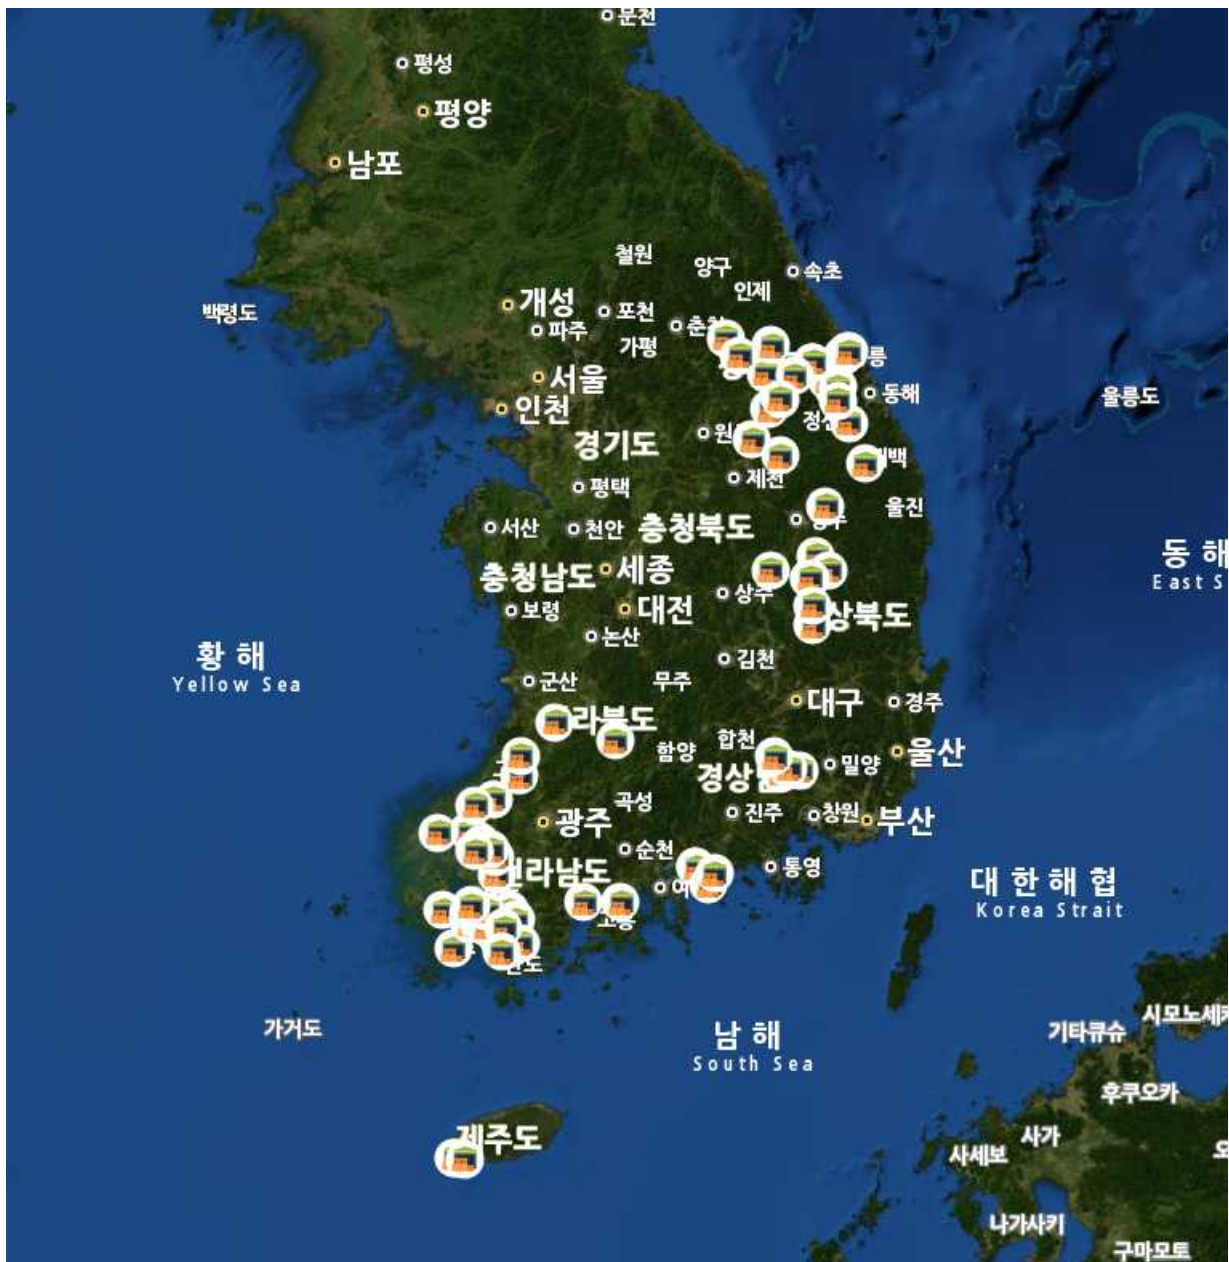 문천
평성
평양
남포
철원
양구
속초
인제
백령도
개성
포천
파주
가평
서울
동해
울릉도
인천
경기도
제천
평택
울진
서산
천안
충청북도
동 해
East S
세종
충청남도
상주
보령
대전
상북도
논산
황 해
Yellow Sea
김천
군산
무주
대구
경주
라북도
합천
함양
울산
밀양
곡성
진주
창원
광주
부산
순천
통영
전라남도
대 한 해 협
Korea Strait
가거도
남 해
South Sea
시모노세키
기타큐슈
후쿠오카
제주도
사가
사세보
나가사키
구마모토